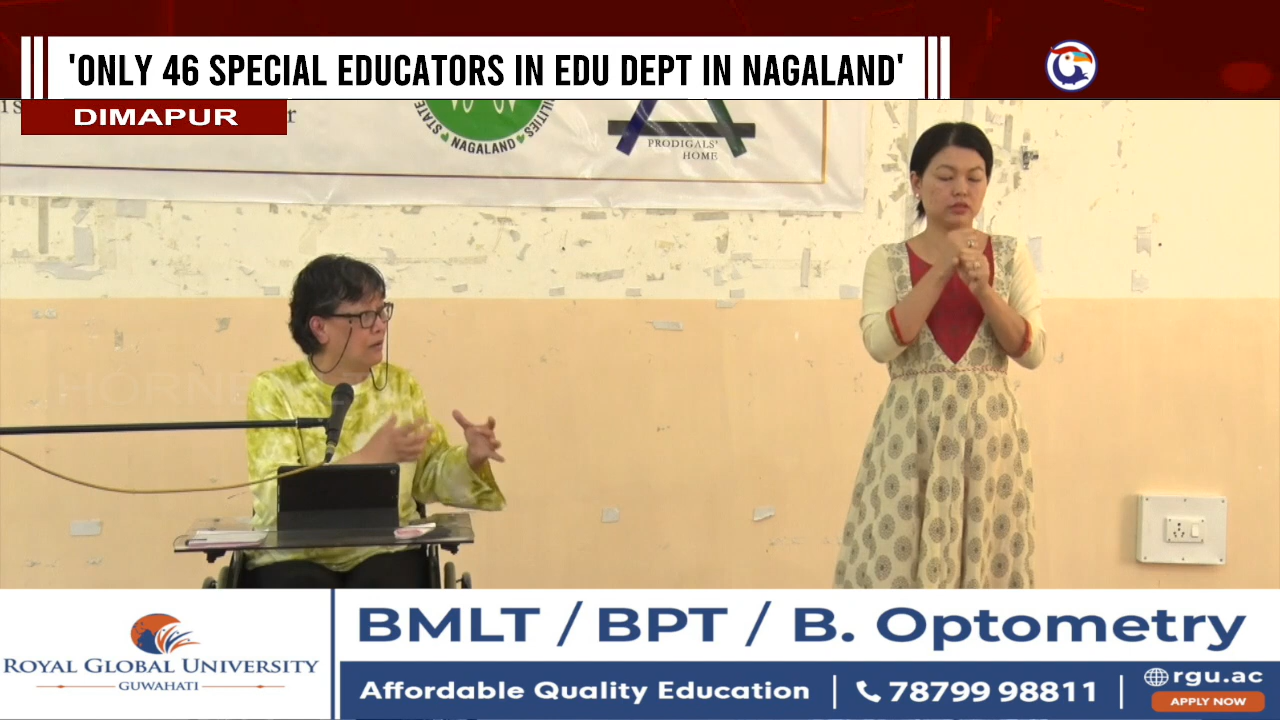 'ONLY 46 SPECIAL EDUCATORS IN EDU DEPT IN NAGALAND'
DIMAPUR
STATE
NAGALAND
PRODIGALS'
HOME
BMLT / BPT / B. Optometry
ROYAL GLOBAL UNIVERSITY
GUWAHATI
Affordable Quality Education
78799 98811
rgu.ac
APPLY NOW